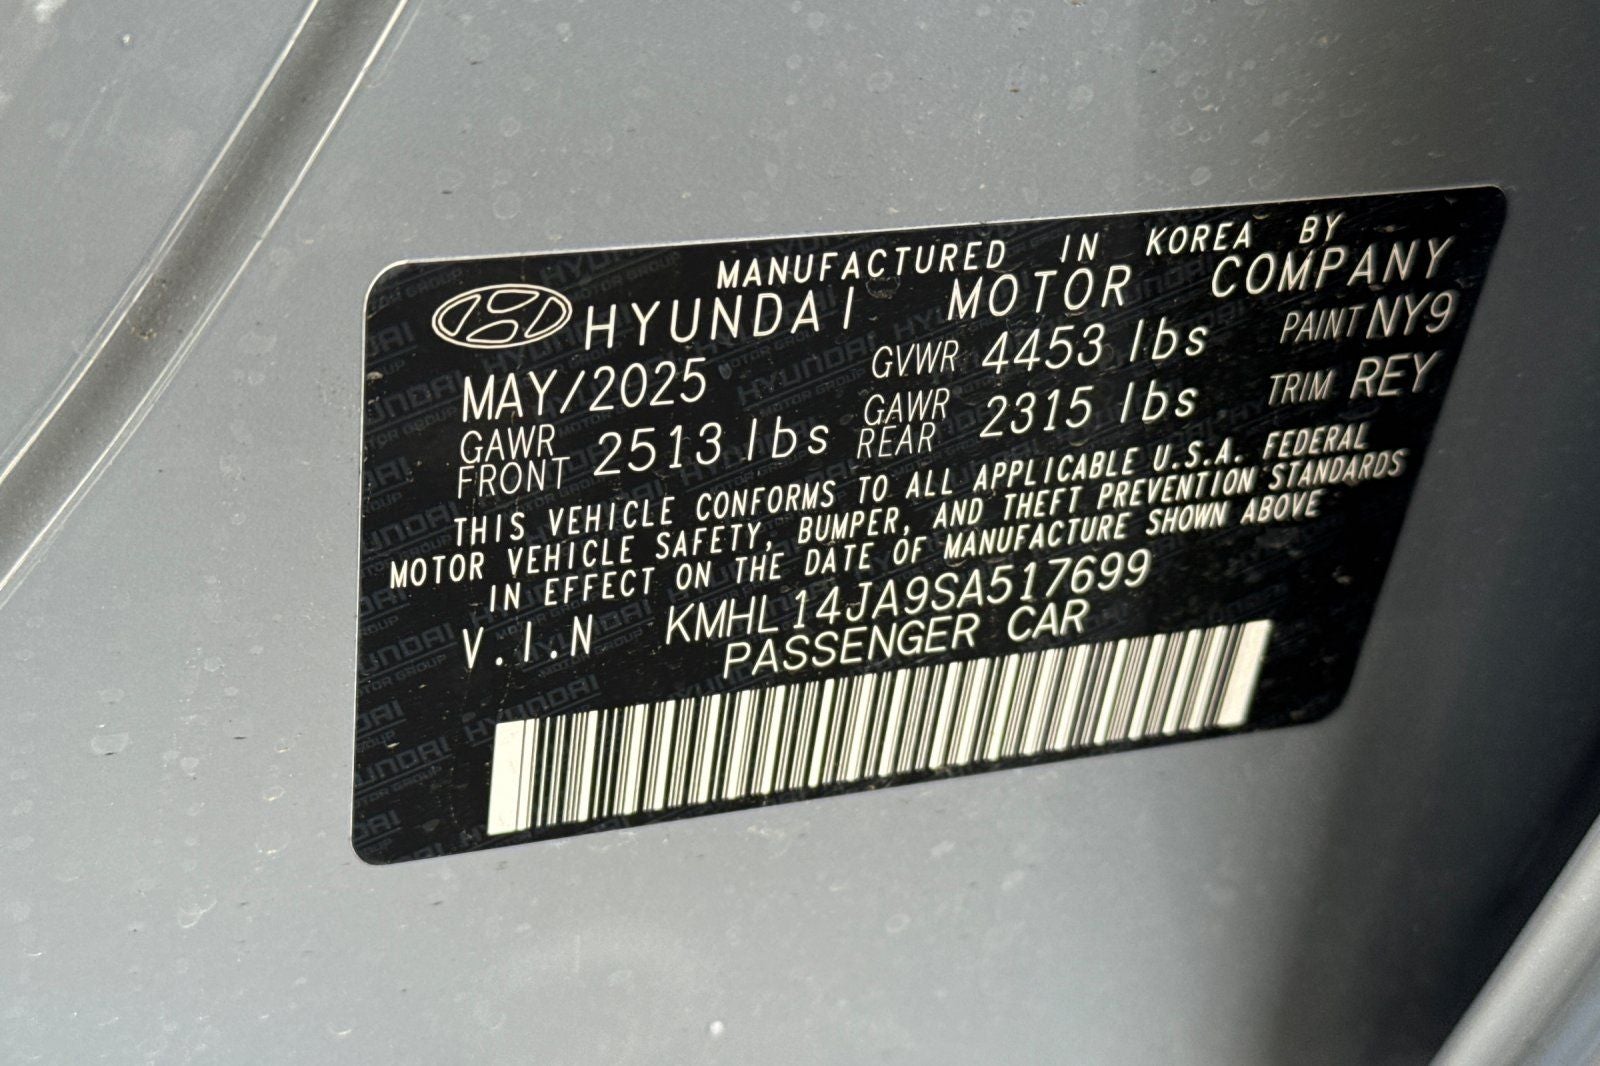 MANUFACTURED IN KOREA BY
HYUNDAI MOTOR COMPANY
MAY/2025 GVWR 4453 lbs PAINT NY9
GAWR FRONT 2513 lbs GAWR REAR 2315 lbs TRIM REY
THIS VEHICLE CONFORMS TO ALL APPLICABLE U.S.A. FEDERAL
MOTOR VEHICLE SAFETY, BUMPER, AND THEFT PREVENTION STANDARDS
IN EFFECT ON THE DATE OF MANUFACTURE SHOWN ABOVE
V.I.N KMHL14JA9SA517699
PASSENGER CAR